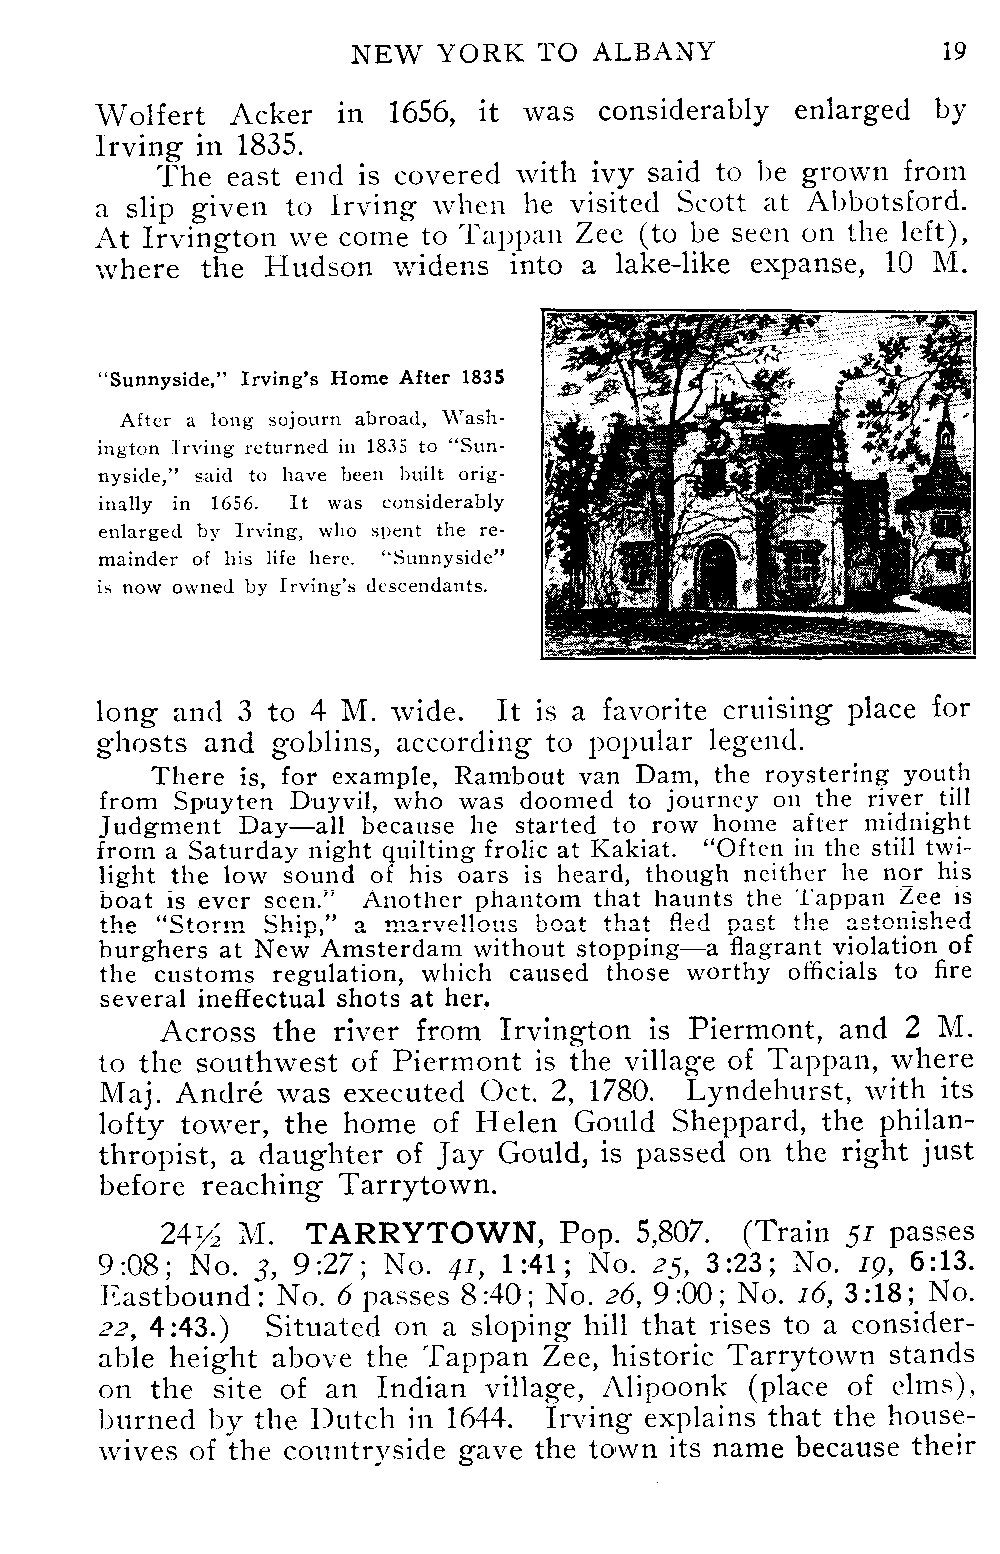 NEW YORK TO ALBANY 19
Wolfert Acker in 1656, it was considerably enlarged by
Irving in 1835.
The east end is covered with ivy said to be grown from
a slip given to Irving when he visited Scott at Abbotsford.
At Irvington we come to Tappan Zee (to be seen on the left),
where the Hudson widens into a lake-like expanse, 10 M.
"Sunnyside," Irving's Home After 1835
After a long sojourn abroad, Wash-
ington Irving returned in 1835 to "Sun-
nyside," said to have been built orig-
inally in 1656. It was considerably
enlarged by Irving, who spent the re-
mainder of his life here. "Sunnyside"
is now owned by Irving's descendants.
long and 3 to 4 M. wide. It is a favorite cruising place for
ghosts and goblins, according to popular legend.
There is, for example, Rambout van Dam, the roystering youth
from Spuyten Duyvil, who was doomed to journey on the river till
Judgment Day—all because he started to row home after midnight
from a Saturday night quilting frolic at Kakiat. "Often in the still twi-
light the low sound of his oars is heard, though neither he nor his
boat is ever seen." Another phantom that haunts the Tappan Zee is
the "Storm Ship," a marvellous boat that fled past the astonished
burghers at New Amsterdam without stopping—a flagrant violation of
the customs regulation, which caused those worthy officials to fire
several ineffectual shots at her.
Across the river from Irvington is Piermont, and 2 M.
to the southwest of Piermont is the village of Tappan, where
Maj. André was executed Oct. 2, 1780. Lyndehurst, with its
lofty tower, the home of Helen Gould Sheppard, the philan-
thropist, a daughter of Jay Gould, is passed on the right just
before reaching Tarrytown.
24½ M. TARRYTOWN, Pop. 5,807. (Train 51 passes
9:08; No. 3, 9:27; No. 41, 1:41; No. 25, 3:23; No. 19, 6:13.
Eastbound: No. 6 passes 8:40; No. 26, 9:00; No. 16, 3:18; No.
22, 4:43.) Situated on a sloping hill that rises to a consider-
able height above the Tappan Zee, historic Tarrytown stands
on the site of an Indian village, Alipoonk (place of elms),
burned by the Dutch in 1644. Irving explains that the house-
wives of the countryside gave the town its name because their